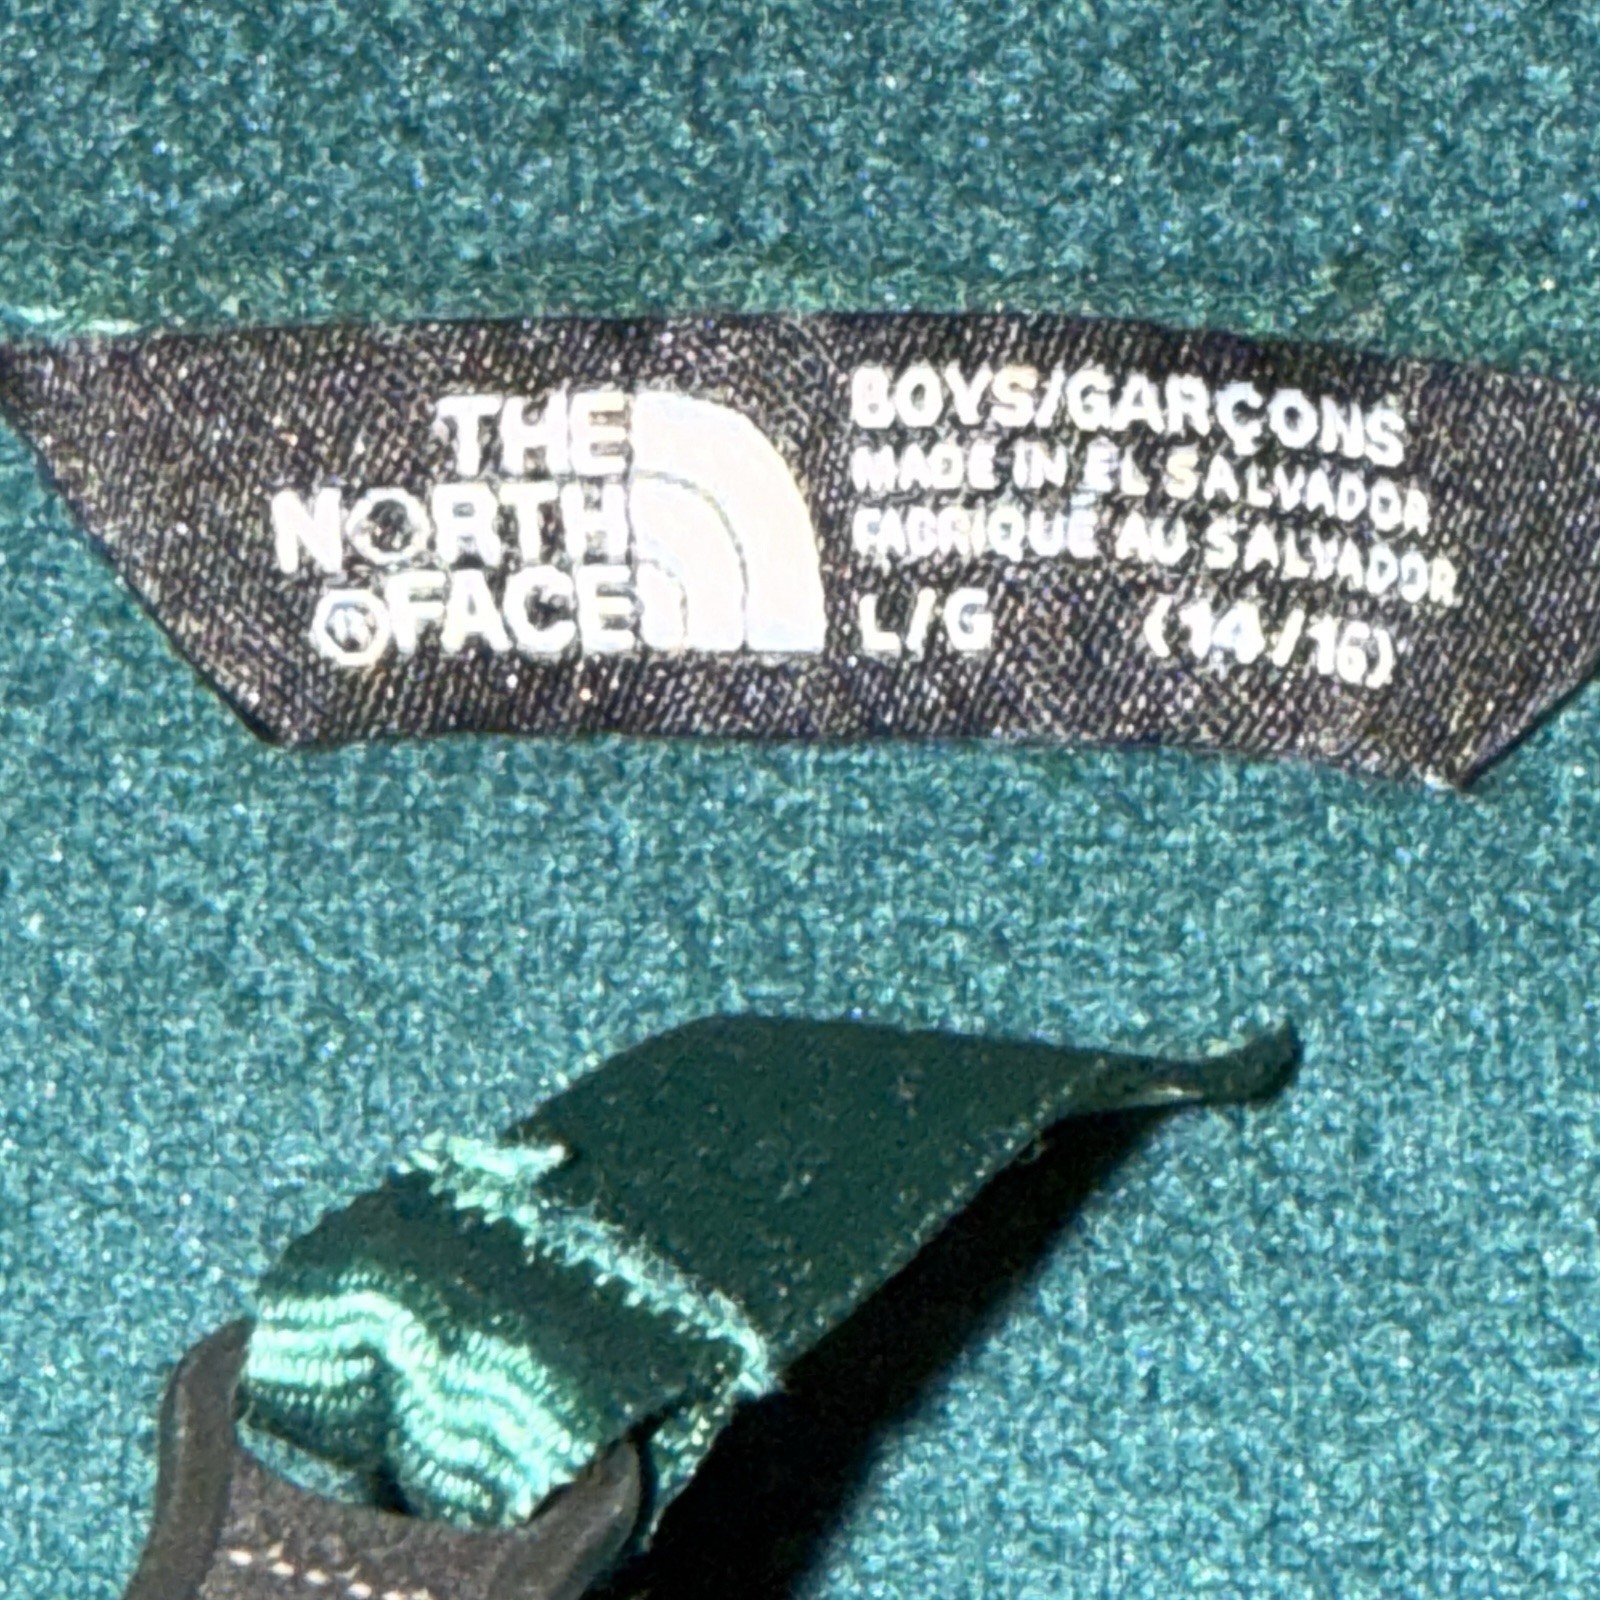 THE
NORTH
®FACE
BOYS/GARÇONS
MADE IN EL SALVADOR
FABRIQUÉ AU SALVADOR
L/G (14/16)